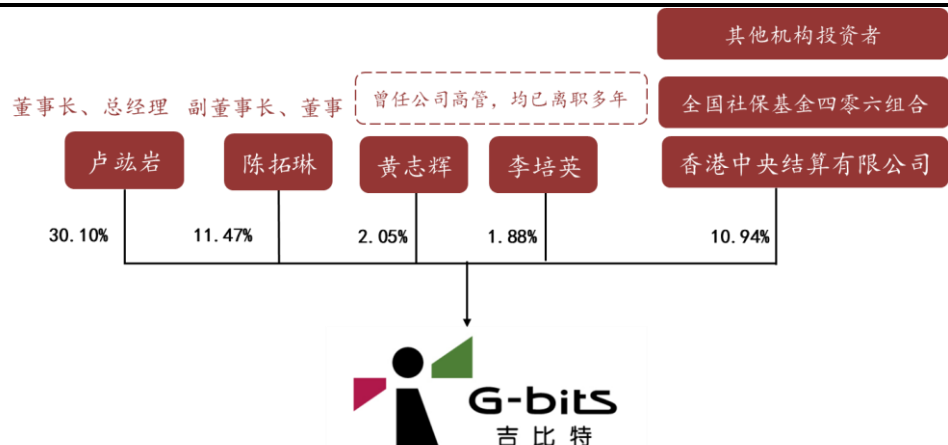 其他机构投资者
董事长、总经理 副董事长、董事
曾任公司高管，均已离职多年
全国社保基金四零六组合
卢竑岩
陈拓琳
黄志辉
李培英
香港中央结算有限公司
30.10%
11.47%
2.05%
1.88%
10.94%
G-bits
吉比特